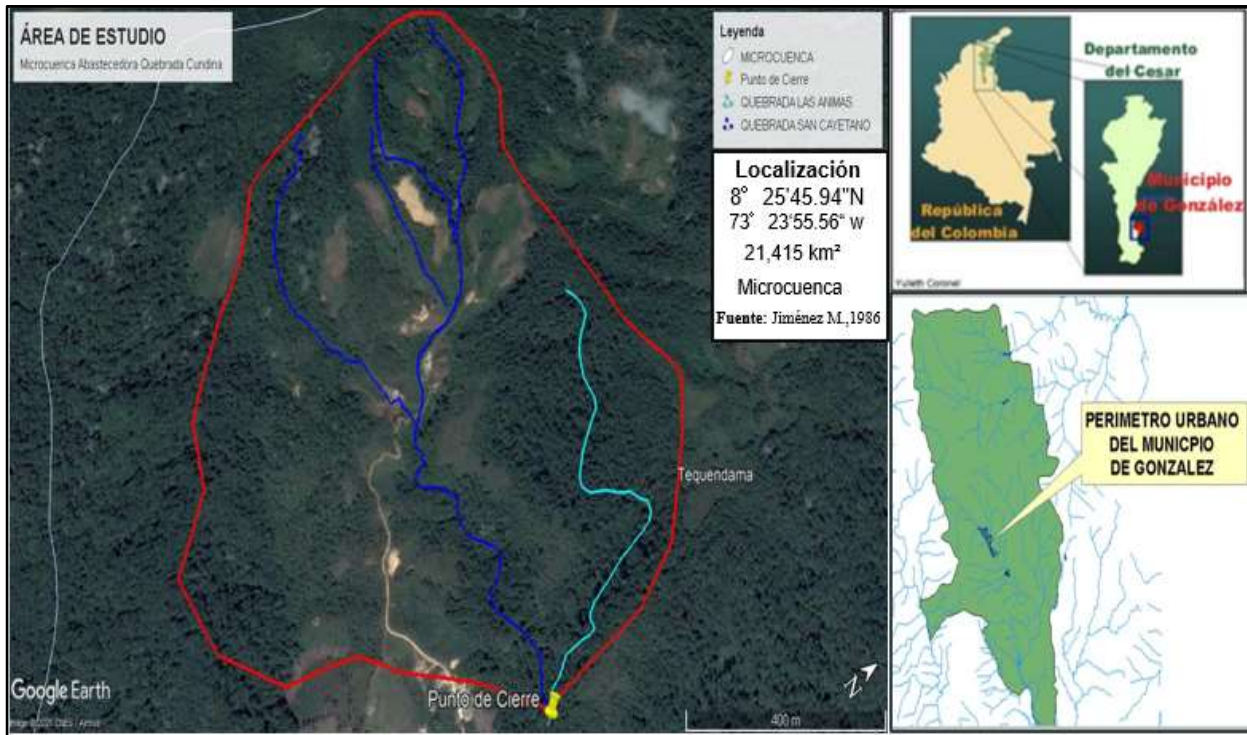 ÁREA DE ESTUDIO
Microcuenca Abastecedora Quebrada Cundina
Leyenda
MICROCUENCA
Punto de Cierre
QUEBRADA LAS ANIMAS
QUEBRADA SAN CAYETANO
Localización
8° 25'45.94"N
73° 23'55.56" w
21,415 km²
Microcuenca
Fuente: Jiménez M.,1986
Tequendama
Punto de Cierre
Google Earth
N
400 m
Departamento
del Cesar
Municipio
de González
República
del Colombia
Yulieth Coronel
PERIMETRO URBANO
DEL MUNICPIO
DE GONZALEZ